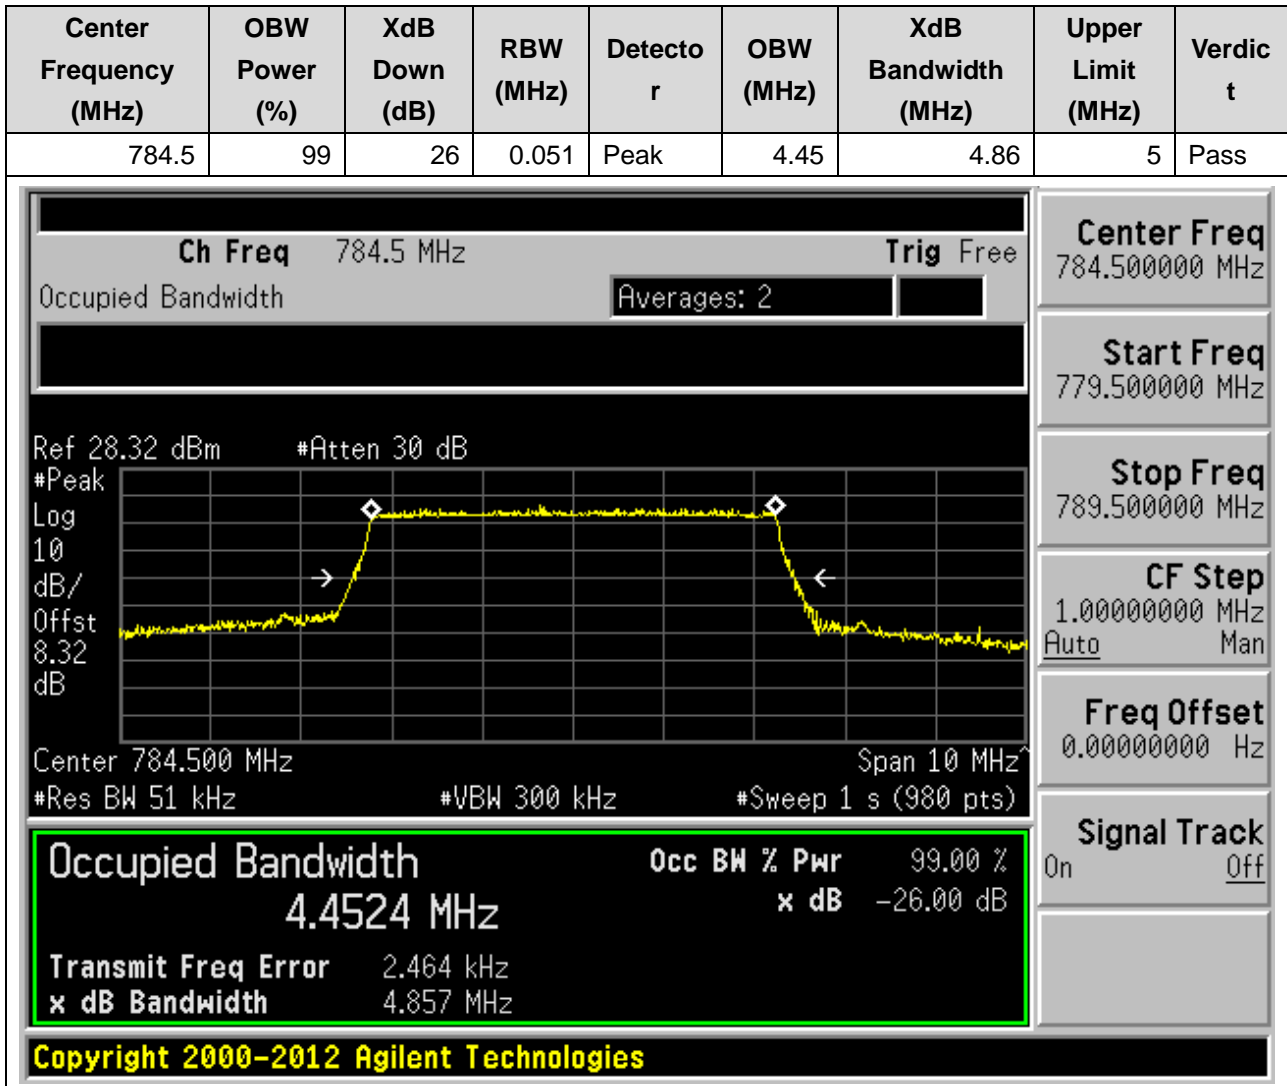 Center Frequency (MHz) OBW Power (%) XdB Down (dB) RBW (MHz) Detecto r OBW (MHz) XdB Bandwidth (MHz) Upper Limit (MHz) Verdic t
784.5 99 26 0.051 Peak 4.45 4.86 5 Pass
Ch Freq 784.5 MHz Trig Free
Occupied Bandwidth Averages: 2
Ref 28.32 dBm #Atten 30 dB
#Peak
Log
10
dB/
Offst
8.32
dB
Center 784.500 MHz Span 10 MHz^
#Res BW 51 kHz #VBW 300 kHz #Sweep 1 s (980 pts)
Occupied Bandwidth Occ BW % Pwr 99.00 %
4.4524 MHz x dB -26.00 dB
Transmit Freq Error 2.464 kHz
x dB Bandwidth 4.857 MHz
Copyright 2000-2012 Agilent Technologies
Center Freq
784.500000 MHz
Start Freq
779.500000 MHz
Stop Freq
789.500000 MHz
CF Step
1.00000000 MHz
Auto Man
Freq Offset
0.00000000 Hz
Signal Track
On Off